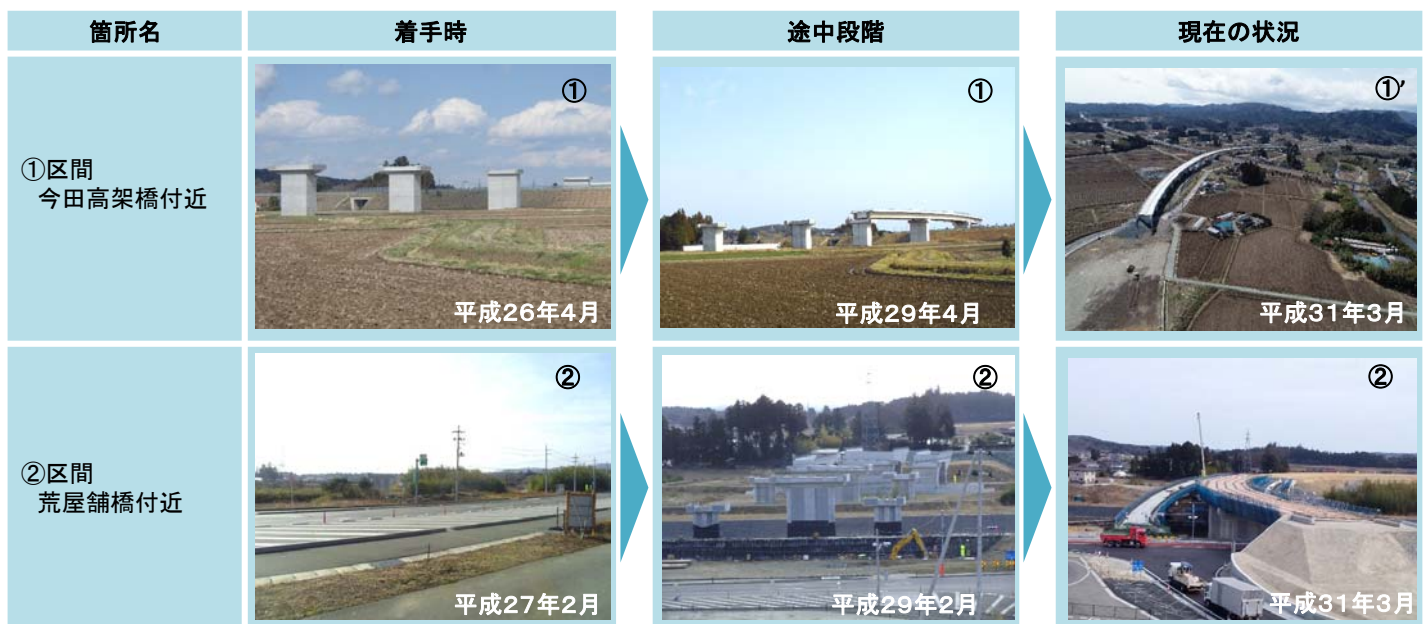 箇所名
着手時
途中段階
現在の状況
①区間
今田高架橋付近
①
平成26年4月
①
平成29年4月
①’
平成31年3月
②区間
荒屋舗橋付近
②
平成27年2月
②
平成29年2月
②
平成31年3月